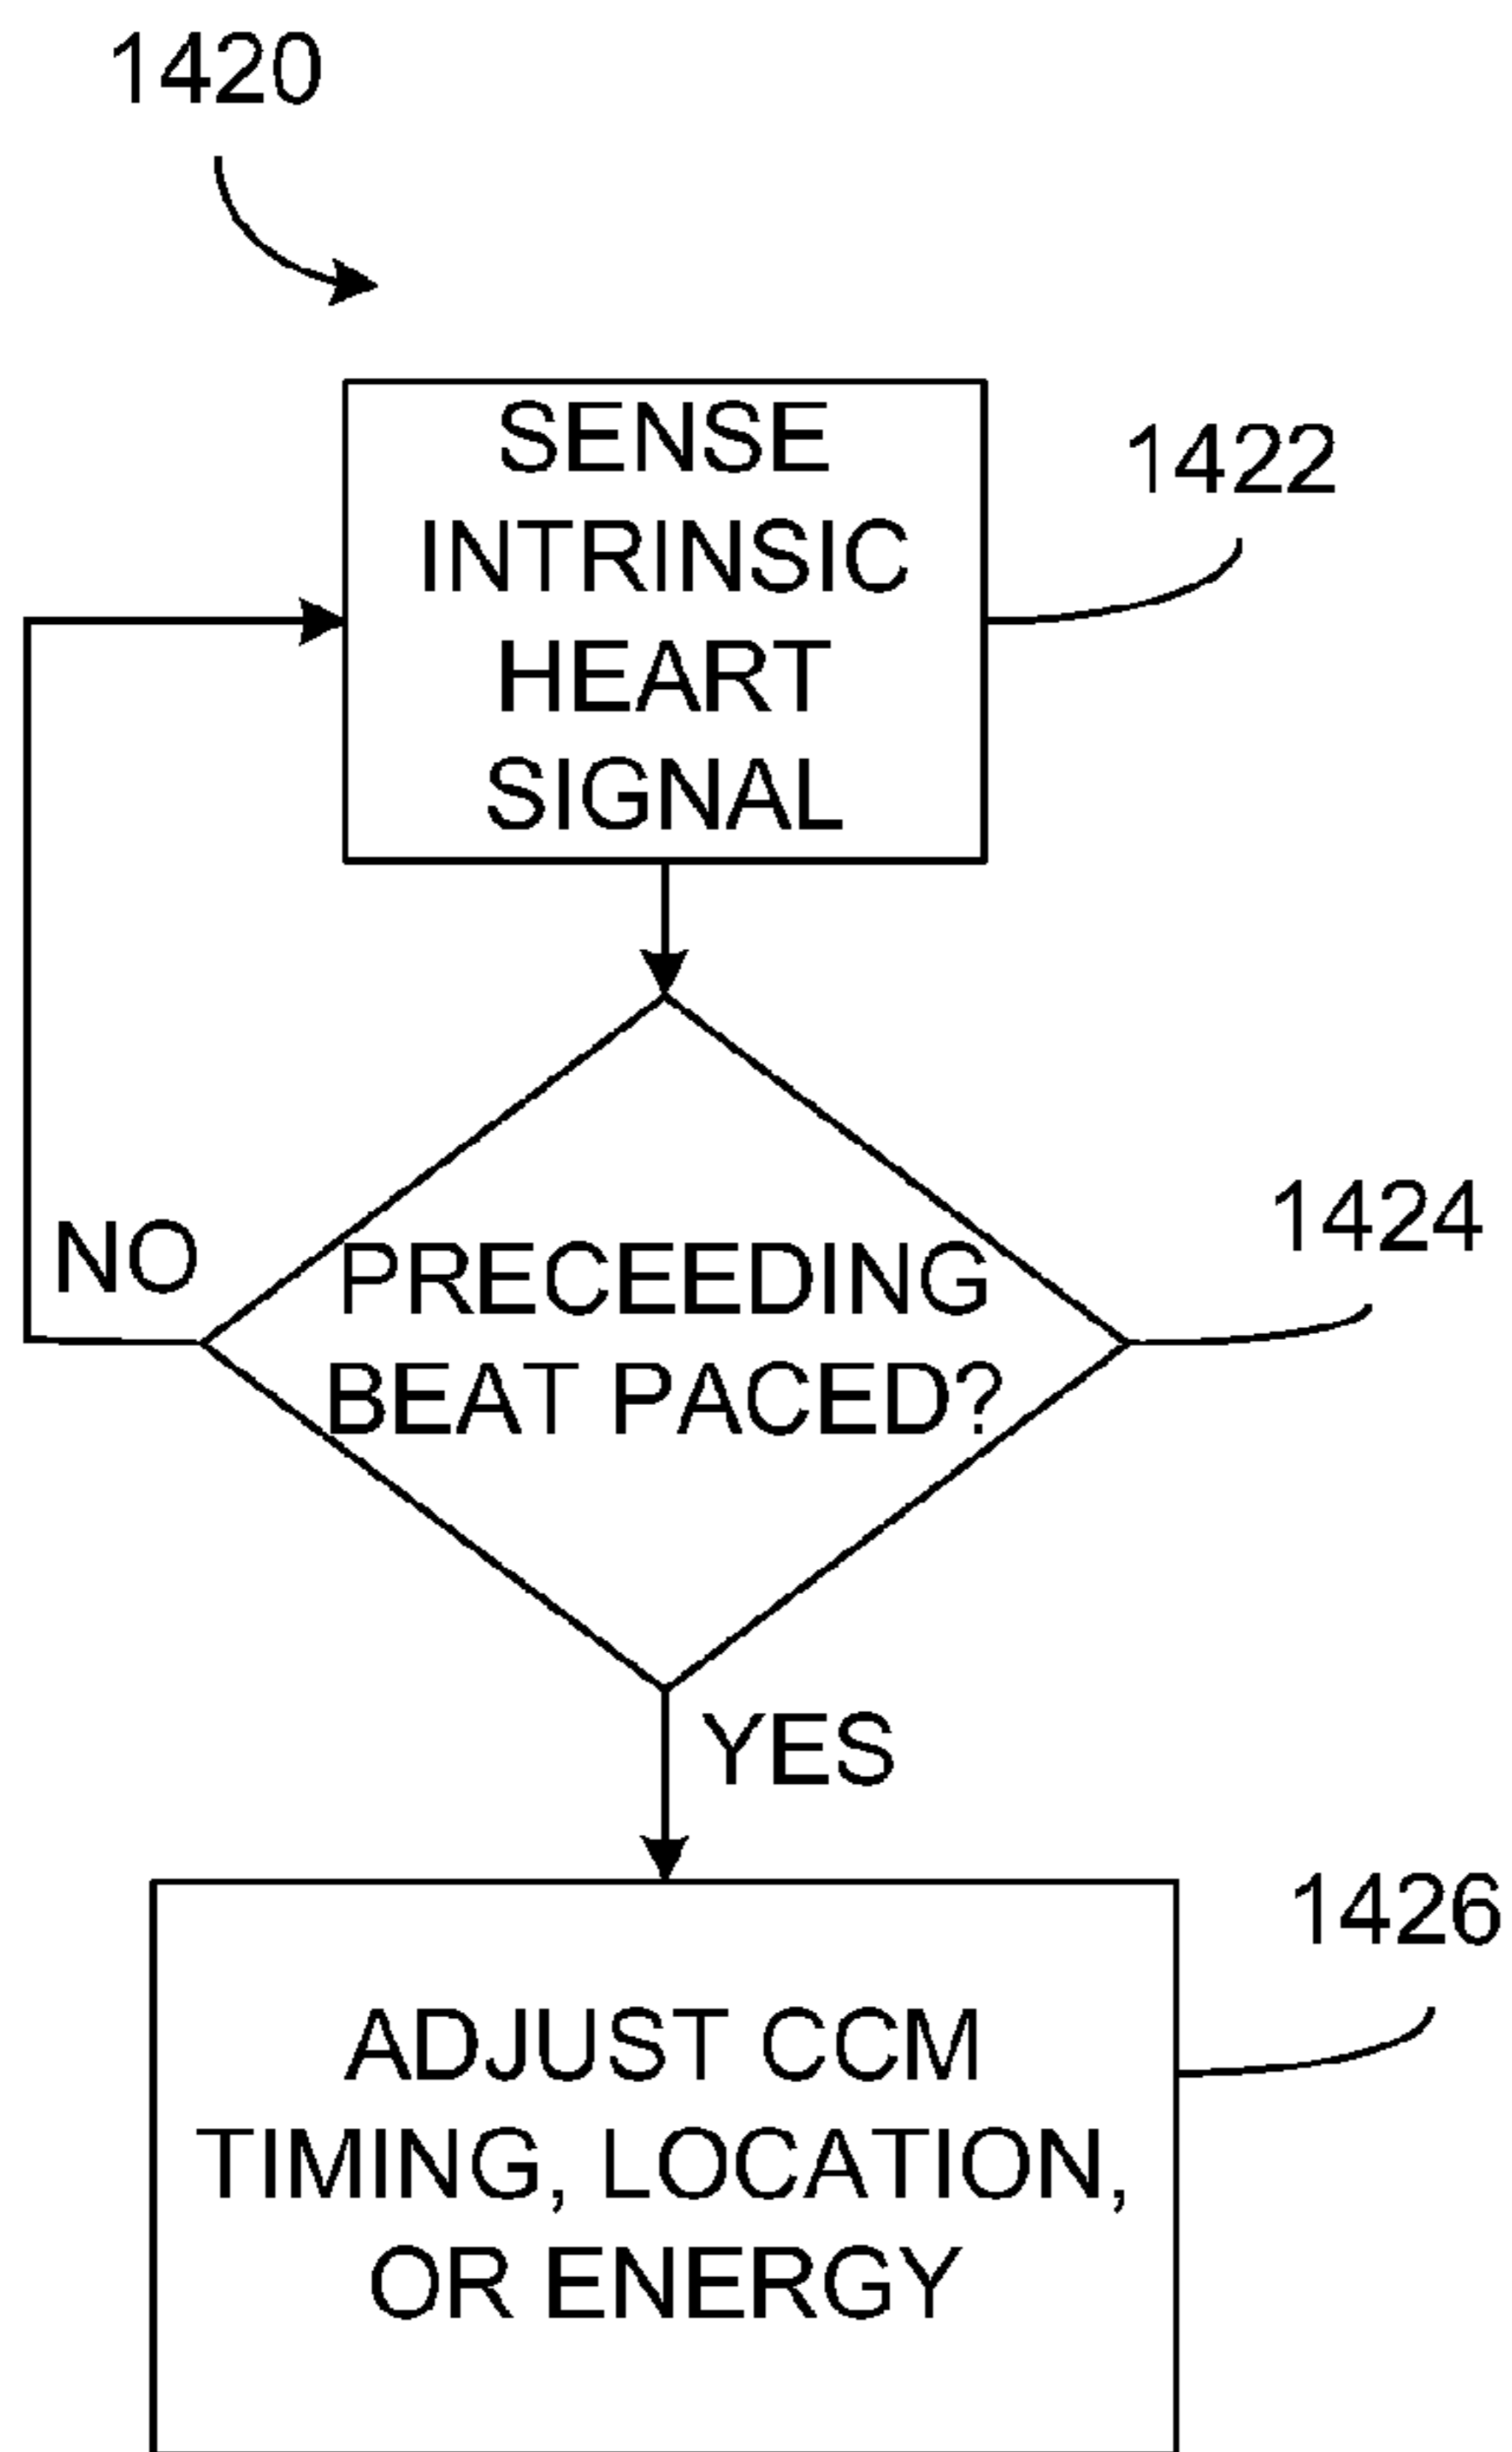 1420
SENSE
INTRINSIC
HEART
SIGNAL
1422
NO
PRECEEDING
BEAT PACED?
1424
YES
ADJUST CCM
TIMING, LOCATION,
OR ENERGY
1426